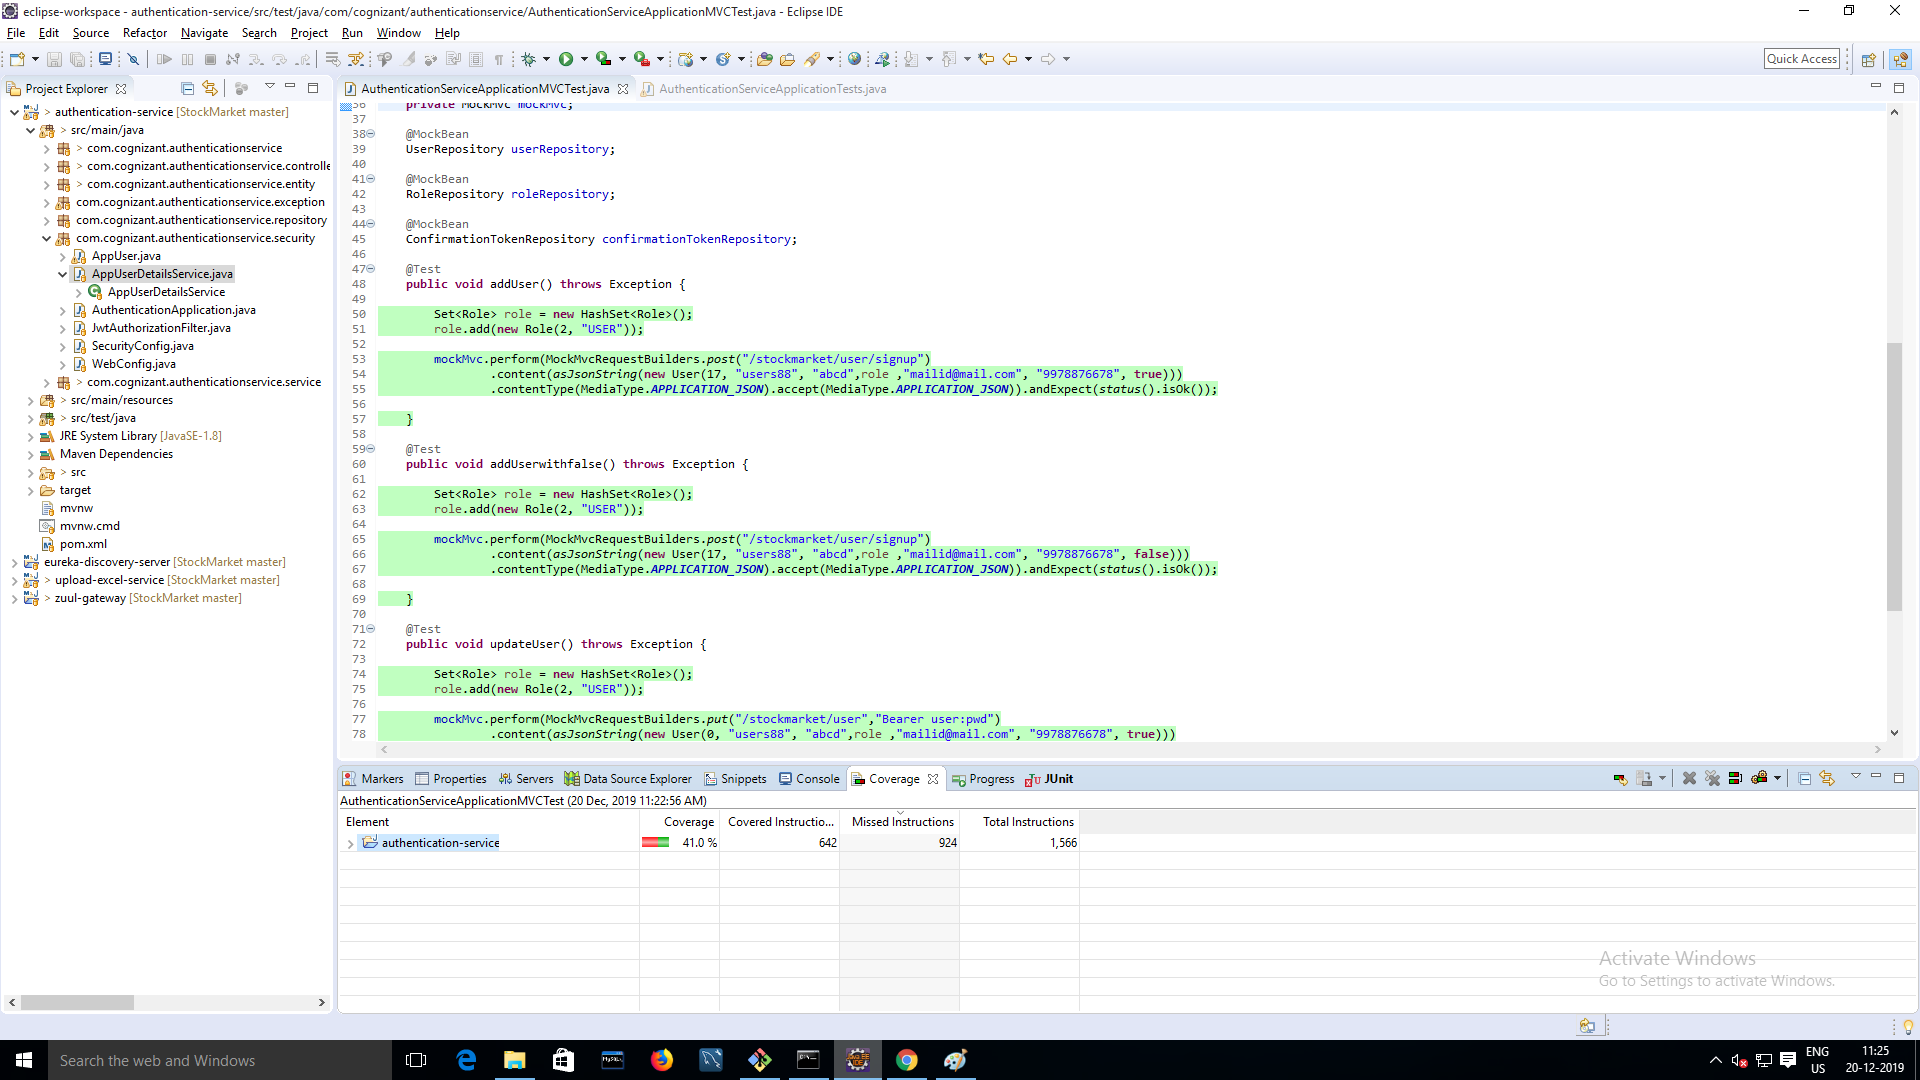 eclipse-workspace - authentication-service/src/test/java/com/cognizant/authenticationservice/AuthenticationServiceApplicationMVCTest.java - Eclipse IDE
File Edit Source Refactor Navigate Search Project Run Window Help
Quick Access
Project Explorer
> authentication-service [StockMarket master]
> src/main/java
> com.cognizant.authenticationservice
> com.cognizant.authenticationservice.controlle
> com.cognizant.authenticationservice.entity
com.cognizant.authenticationservice.exception
com.cognizant.authenticationservice.repository
com.cognizant.authenticationservice.security
AppUser.java
AppUserDetailsService.java
AppUserDetailsService
AuthenticationApplication.java
JwtAuthorizationFilter.java
SecurityConfig.java
WebConfig.java
> com.cognizant.authenticationservice.service
> src/main/resources
> src/test/java
JRE System Library [JavaSE-1.8]
Maven Dependencies
> src
target
mvnw
mvnw.cmd
pom.xml
eureka-discovery-server [StockMarket master]
> upload-excel-service [StockMarket master]
> zuul-gateway [StockMarket master]
AuthenticationServiceApplicationMVCTest.java AuthenticationServiceApplicationTests.java
36 private MockMvc mockMvc;
37
38 @MockBean
39 UserRepository userRepository;
40
41 @MockBean
42 RoleRepository roleRepository;
43
44 @MockBean
45 ConfirmationTokenRepository confirmationTokenRepository;
46
47 @Test
48 public void addUser() throws Exception {
49
50 Set<Role> role = new HashSet<Role>();
51 role.add(new Role(2, "USER"));
52
53 mockMvc.perform(MockMvcRequestBuilders.post("/stockmarket/user/signup")
54 .content(asJsonString(new User(17, "users88", "abcd",role ,"mailid@mail.com", "9978876678", true)))
55 .contentType(MediaType.APPLICATION_JSON).accept(MediaType.APPLICATION_JSON)).andExpect(status().isOk());
56
57 }
58
59 @Test
60 public void addUserwithfalse() throws Exception {
61
62 Set<Role> role = new HashSet<Role>();
63 role.add(new Role(2, "USER"));
64
65 mockMvc.perform(MockMvcRequestBuilders.post("/stockmarket/user/signup")
66 .content(asJsonString(new User(17, "users88", "abcd",role ,"mailid@mail.com", "9978876678", false)))
67 .contentType(MediaType.APPLICATION_JSON).accept(MediaType.APPLICATION_JSON)).andExpect(status().isOk());
68
69 }
70
71 @Test
72 public void updateUser() throws Exception {
73
74 Set<Role> role = new HashSet<Role>();
75 role.add(new Role(2, "USER"));
76
77 mockMvc.perform(MockMvcRequestBuilders.put("/stockmarket/user","Bearer user:pwd")
78 .content(asJsonString(new User(0, "users88", "abcd",role ,"mailid@mail.com", "9978876678", true)))
Markers Properties Servers Data Source Explorer Snippets Console Coverage Progress JUnit
AuthenticationServiceApplicationMVCTest (20 Dec, 2019 11:22:56 AM)
Element Coverage Covered Instructio... Missed Instructions Total Instructions
authentication-service 41.0 % 642 924 1,566
Activate Windows
Go to Settings to activate Windows.
Search the web and Windows
ENG
US
11:25
20-12-2019